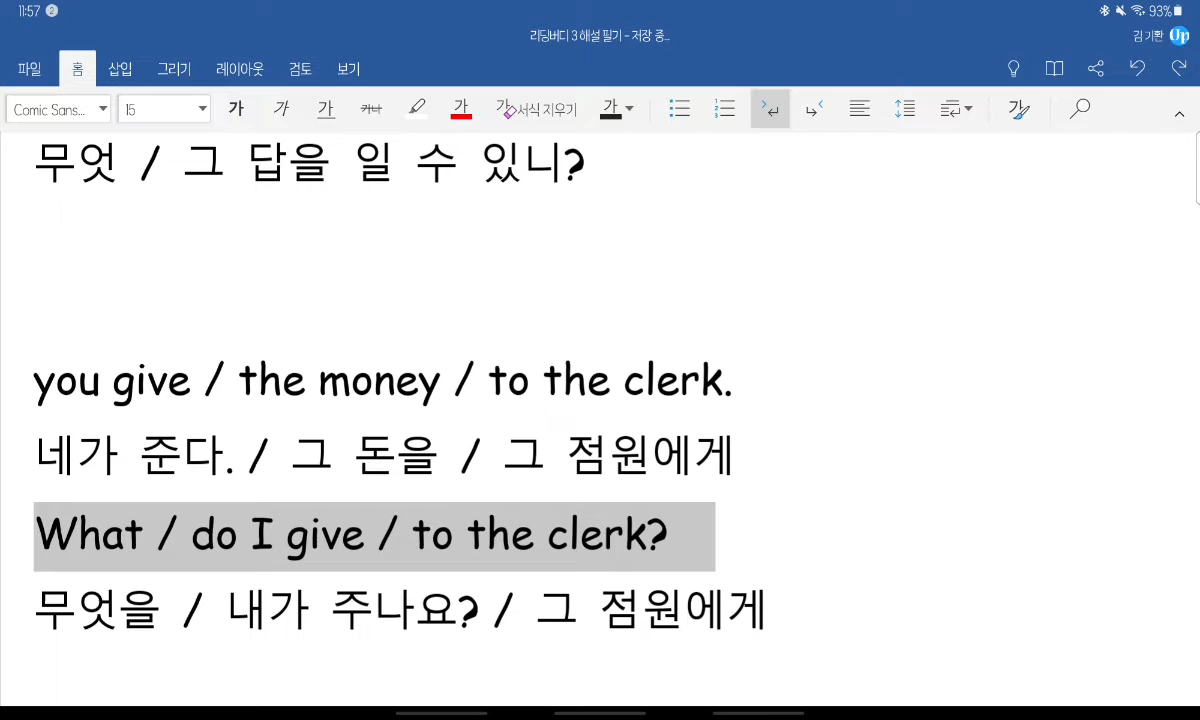 11:57 2
93%
리딩버디 3 해설 필기 - 저장 중...
김기환 Up
파일 홈 삽입 그리기 레이아웃 검토 보기
Comic Sans... 15 가 가 가 가나 가 서식 지우기 가 가
무엇 / 그 답을 일 수 있니?
you give / the money / to the clerk.
네가 준다. / 그 돈을 / 그 점원에게
What / do I give / to the clerk?
무엇을 / 내가 주나요? / 그 점원에게